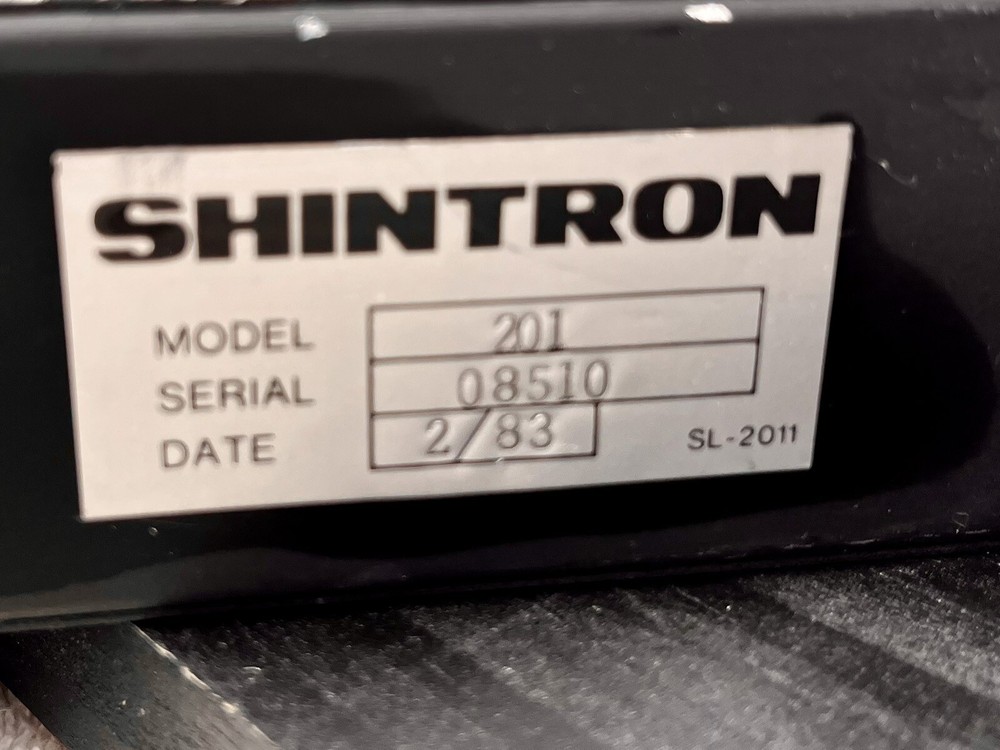 SHINTRON
MODEL 201
SERIAL 08510
DATE 2/83
SL-2011